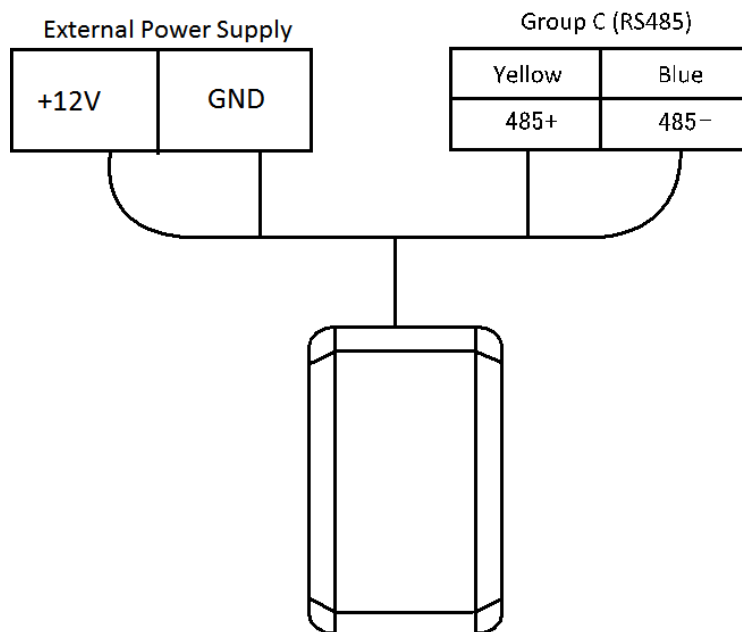 External Power Supply
+12V GND
Group C (RS485)
Yellow Blue
485+ 485-